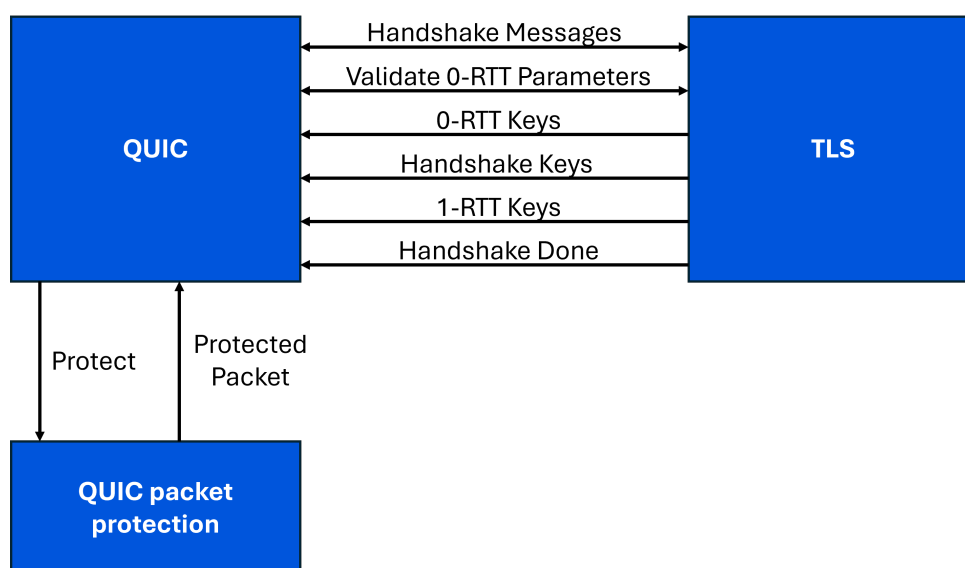 Handshake Messages
Validate 0-RTT Parameters
QUIC
0-RTT Keys
TLS
Handshake Keys
1-RTT Keys
Handshake Done
Protect
Protected
Packet
QUIC packet
protection